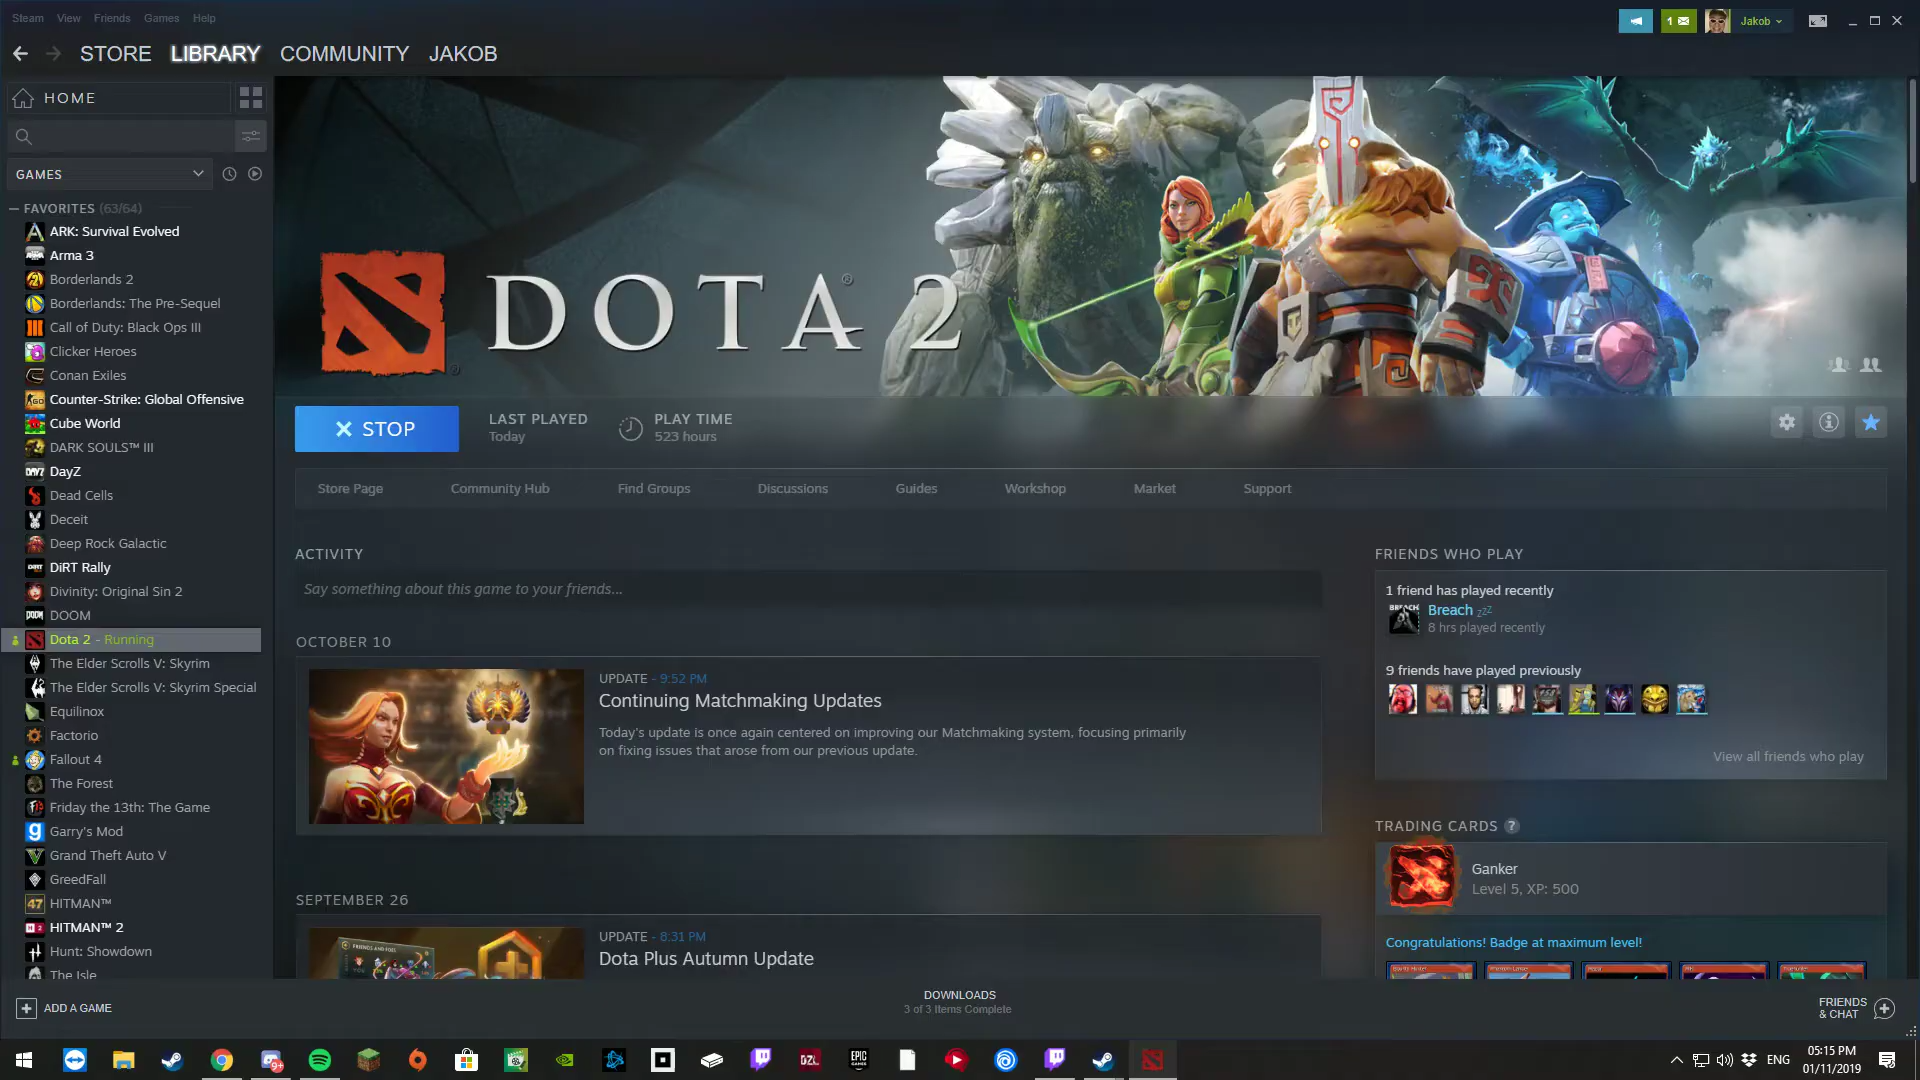 Steam View Friends Games Help
1
Jakob
STORE LIBRARY COMMUNITY JAKOB
HOME
GAMES
FAVORITES (63/64)
ARK: Survival Evolved
Arma 3
Borderlands 2
Borderlands: The Pre-Sequel
Call of Duty: Black Ops III
Clicker Heroes
Conan Exiles
Counter-Strike: Global Offensive
Cube World
DARK SOULS™ III
DayZ
Dead Cells
Deceit
Deep Rock Galactic
DiRT Rally
Divinity: Original Sin 2
DOOM
Dota 2 - Running
The Elder Scrolls V: Skyrim
The Elder Scrolls V: Skyrim Special
Equilinox
Factorio
Fallout 4
The Forest
Friday the 13th: The Game
Garry's Mod
Grand Theft Auto V
GreedFall
HITMAN™
HITMAN™ 2
Hunt: Showdown
The Isle
DOTA 2
STOP
LAST PLAYED
Today
PLAY TIME
523 hours
Store Page Community Hub Find Groups Discussions Guides Workshop Market Support
ACTIVITY
Say something about this game to your friends...
OCTOBER 10
UPDATE - 9:52 PM
Continuing Matchmaking Updates
Today's update is once again centered on improving our Matchmaking system, focusing primarily
on fixing issues that arose from our previous update.
SEPTEMBER 26
UPDATE - 8:31 PM
Dota Plus Autumn Update
FRIENDS WHO PLAY
1 friend has played recently
Breach zzz
8 hrs played recently
9 friends have played previously
View all friends who play
TRADING CARDS ?
Ganker
Level 5, XP: 500
Congratulations! Badge at maximum level!
ADD A GAME
DOWNLOADS
3 of 3 Items Complete
FRIENDS
& CHAT
ENG
05:15 PM
01/11/2019